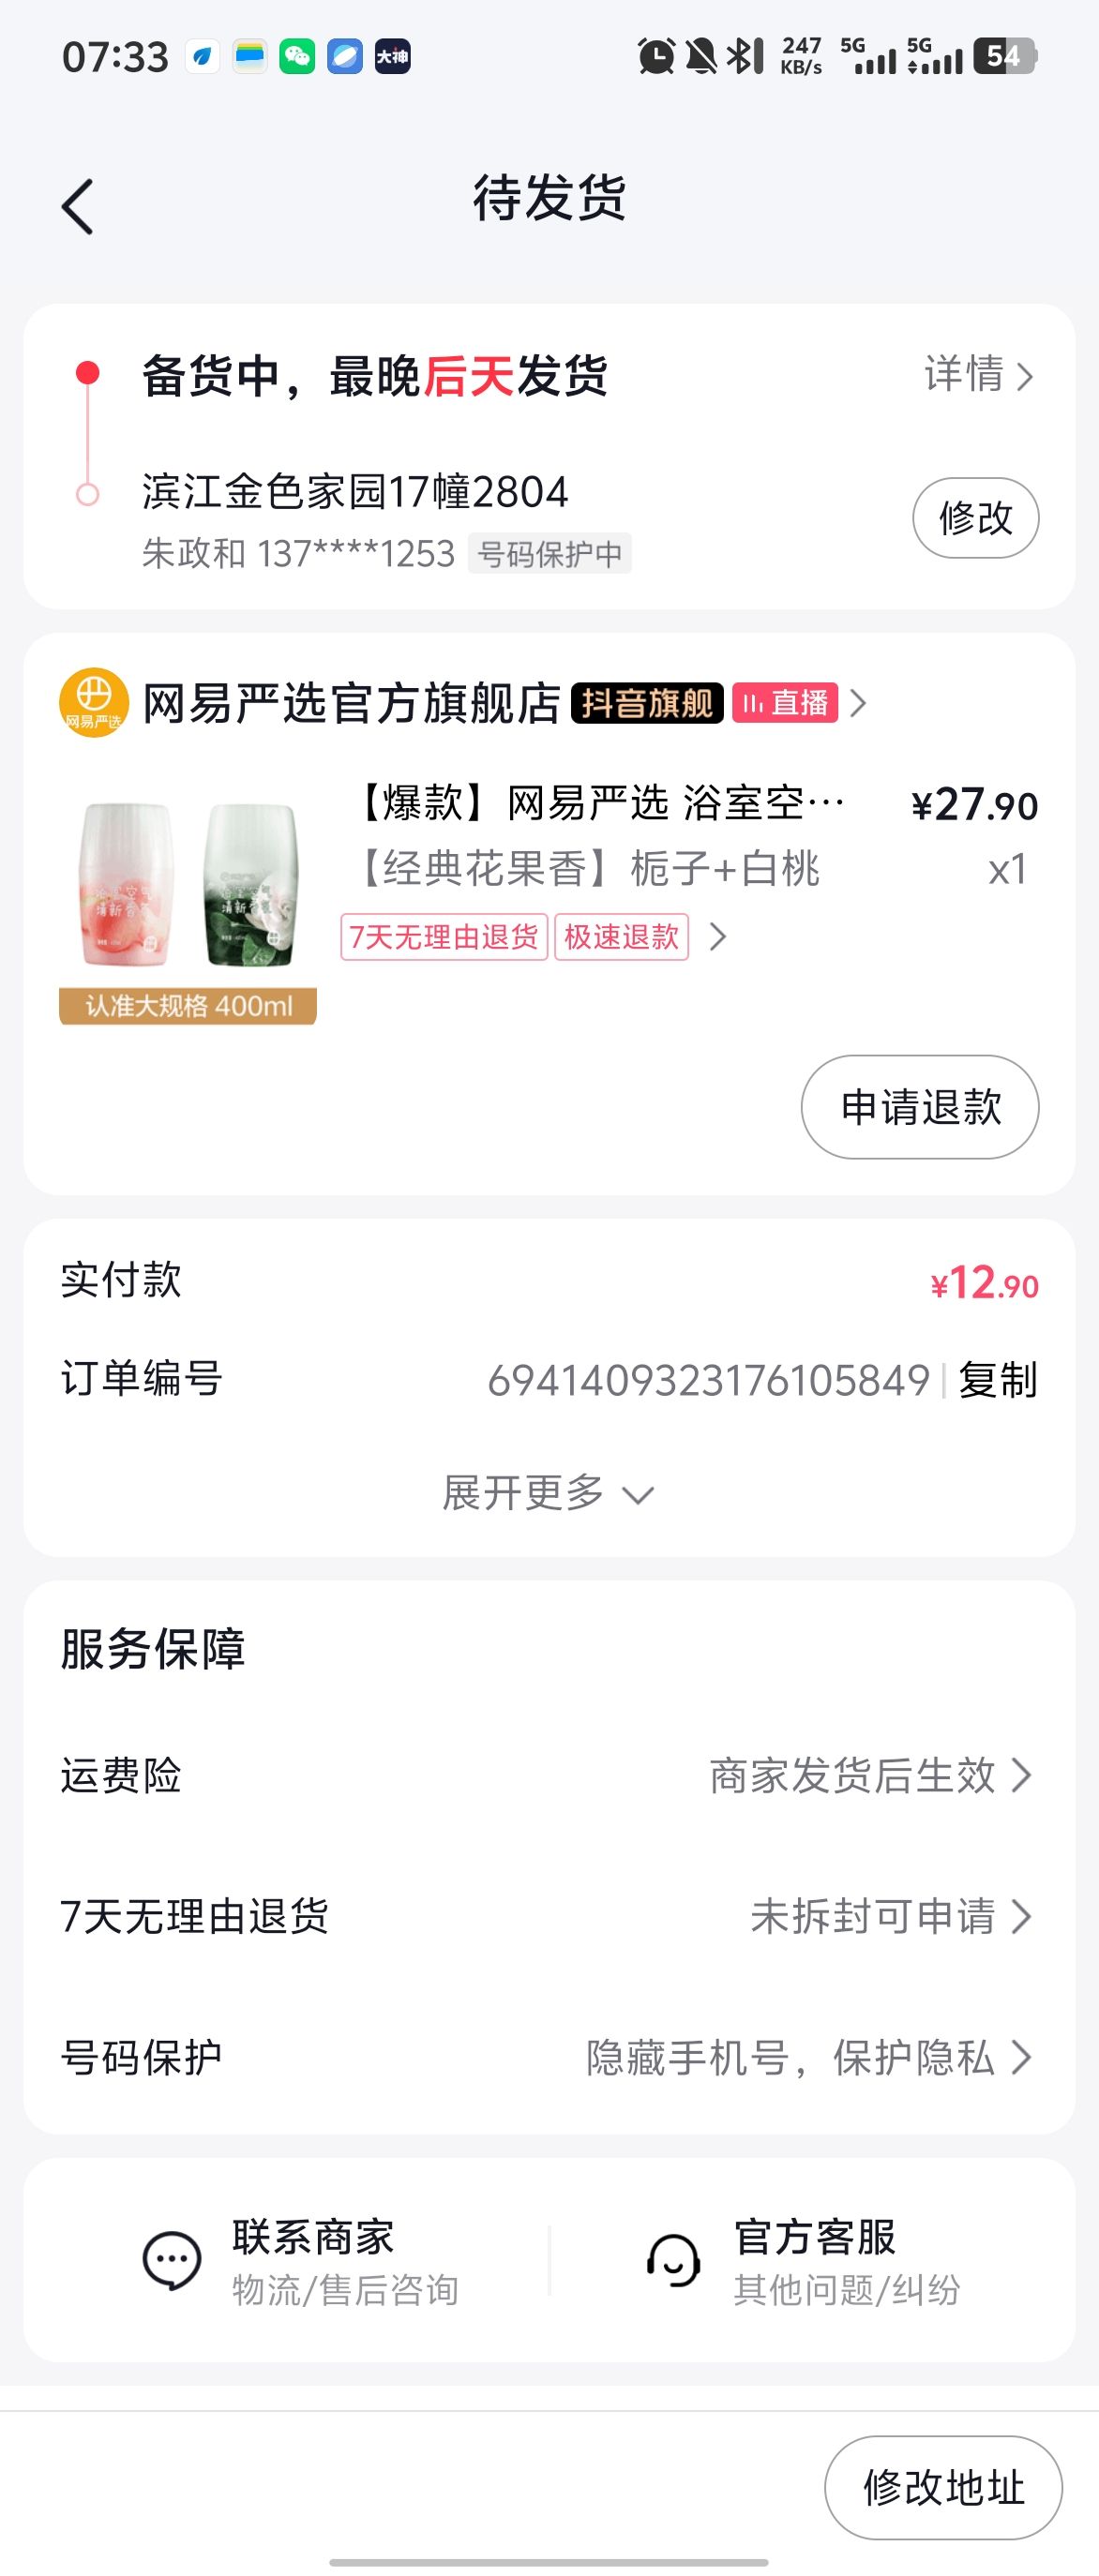 07:33 大神 247 KB/s 5G 5G 54
待发货
备货中，最晚后天发货 详情
滨江金色家园17幢2804
修改
朱政和 137****1253 号码保护中
网易严选 网易严选官方旗舰店 抖音旗舰 直播
【爆款】网易严选 浴室空… ¥27.90
【经典花果香】栀子+白桃 x1
7天无理由退货 极速退款
认准大规格 400ml
申请退款
实付款 ¥12.90
订单编号 6941409323176105849 复制
展开更多
服务保障
运费险 商家发货后生效
7天无理由退货 未拆封可申请
号码保护 隐藏手机号，保护隐私
联系商家
物流/售后咨询
官方客服
其他问题/纠纷
修改地址